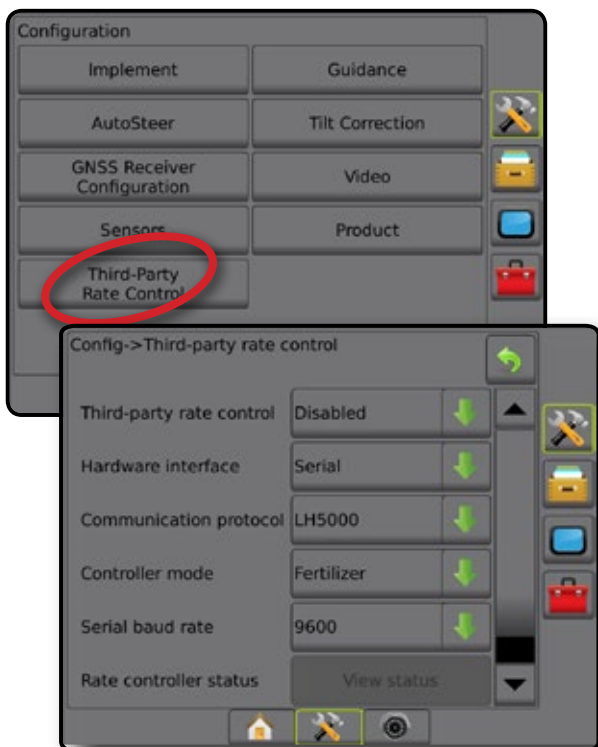 Configuration
Implement
Guidance
AutoSteer
Tilt Correction
GNSS Receiver
Configuration
Video
Sensors
Product
Third-Party
Rate Control
Config->Third-party rate control
Third-party rate control
Disabled
Hardware interface
Serial
Communication protocol
LH5000
Controller mode
Fertilizer
Serial baud rate
9600
Rate controller status
View status